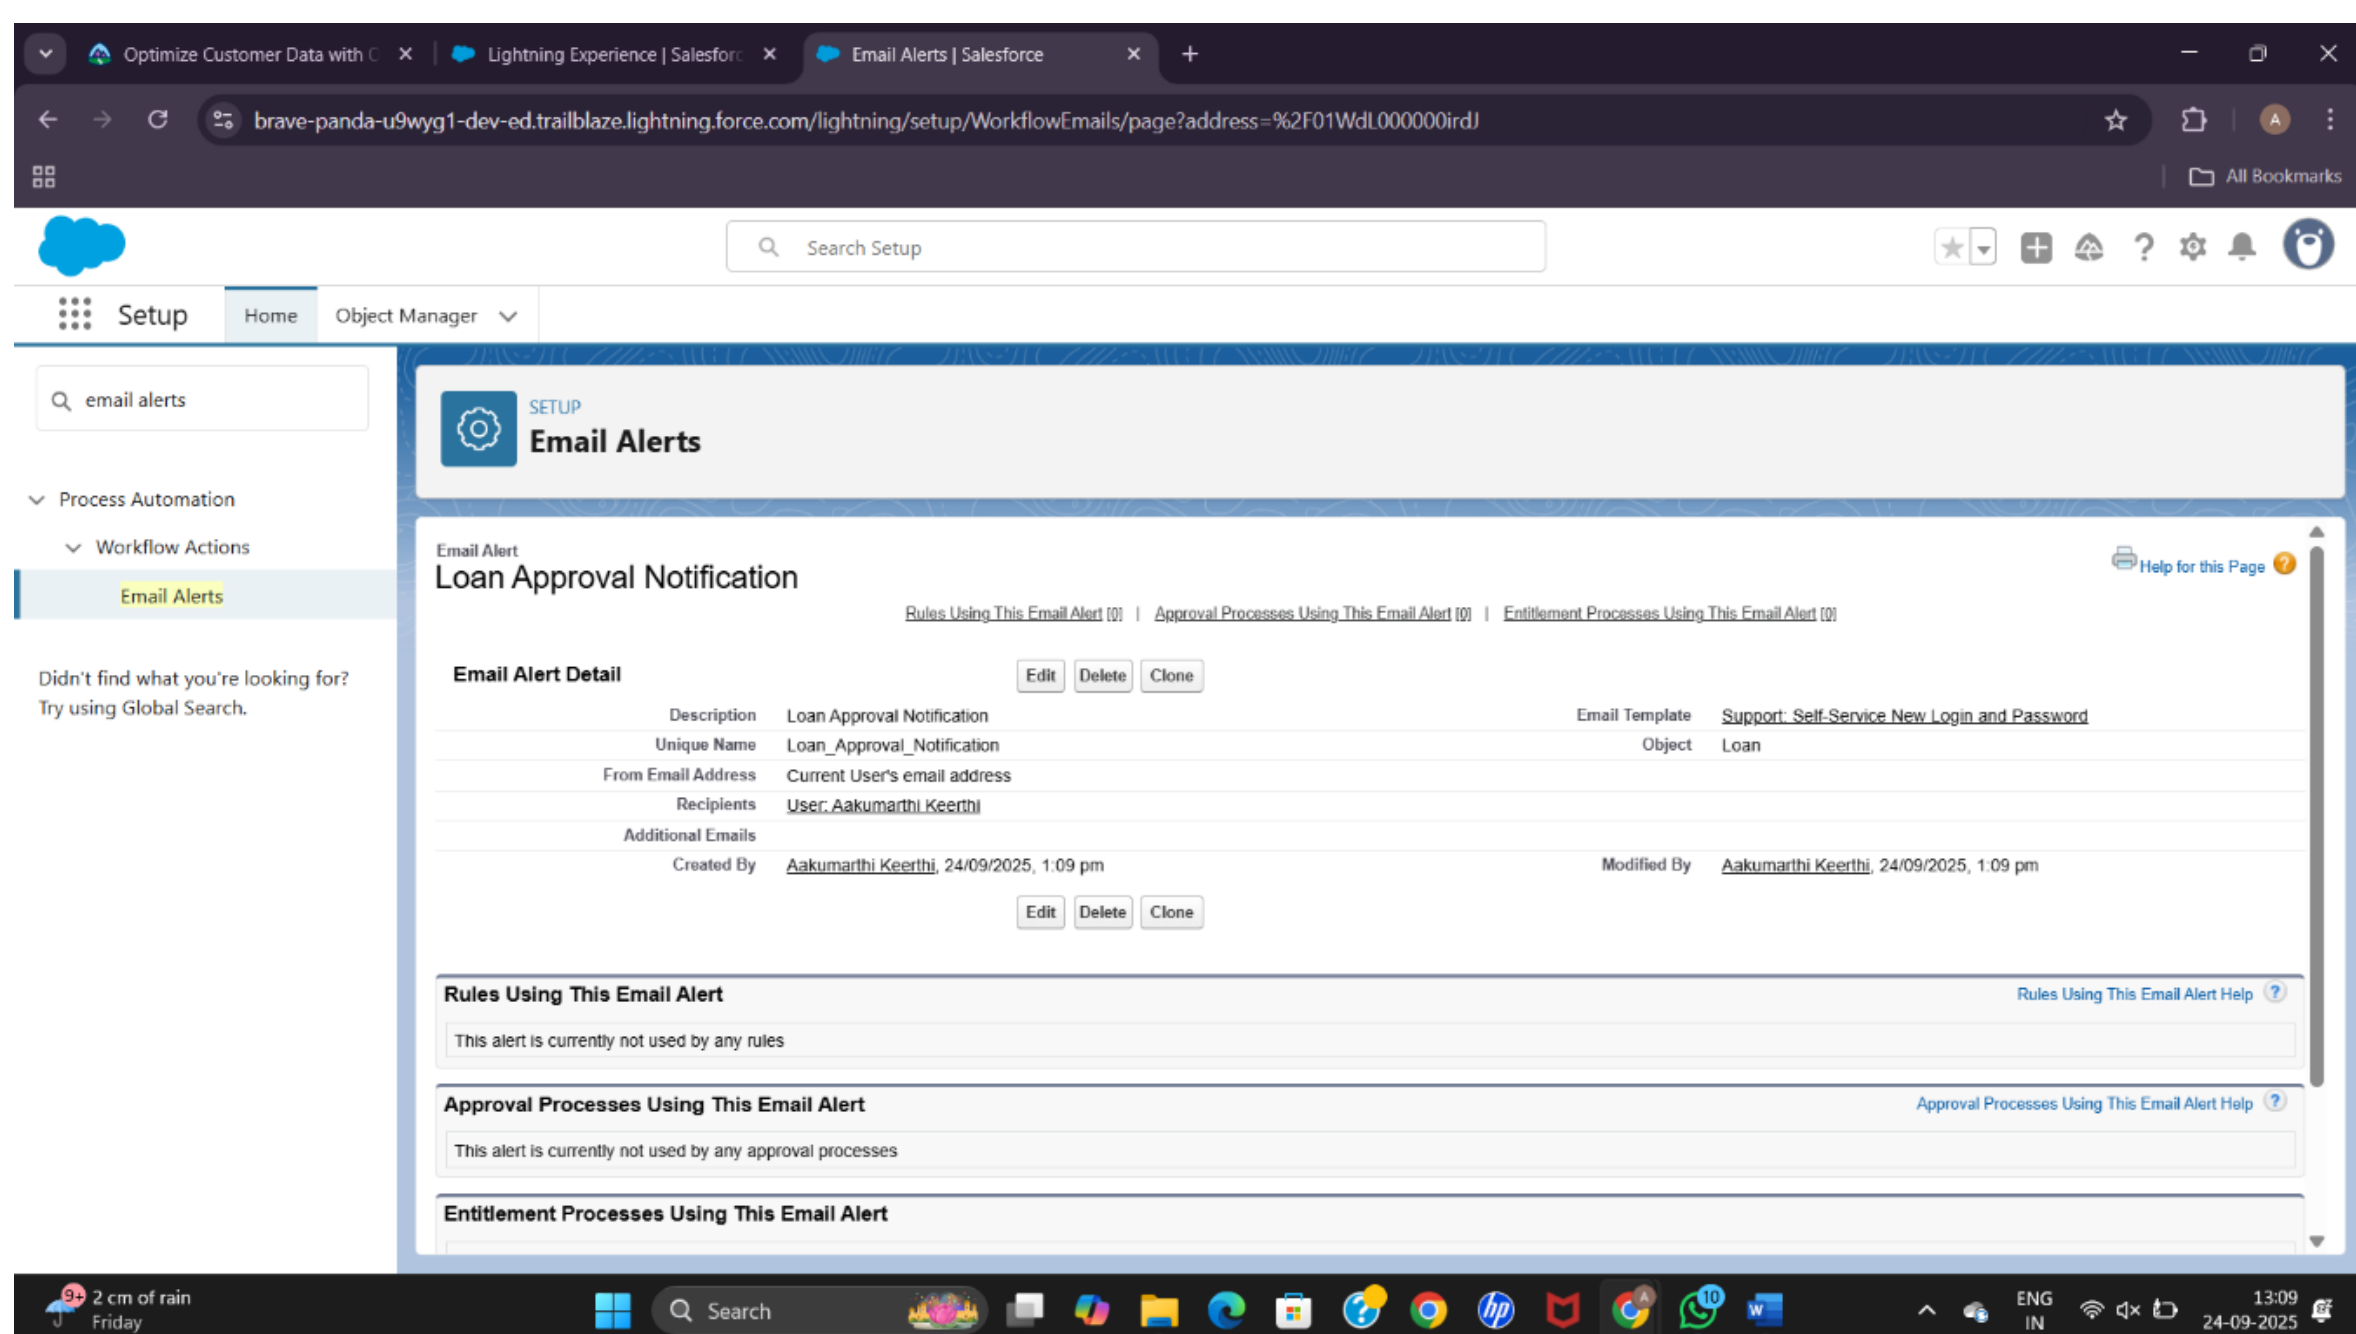 Optimize Customer Data with C
Lightning Experience | Salesforc
Email Alerts | Salesforce
brave-panda-u9wyg1-dev-ed.trailblaze.lightning.force.com/lightning/setup/WorkflowEmails/page?address=%2F01WdL000000irdJ
A
All Bookmarks
Search Setup
Setup
Home
Object Manager
email alerts
SETUP
Email Alerts
Process Automation
Workflow Actions
Email Alerts
Didn't find what you're looking for?
Try using Global Search.
Email Alert
Loan Approval Notification
Help for this Page
Rules Using This Email Alert [0] | Approval Processes Using This Email Alert [0] | Entitlement Processes Using This Email Alert [0]
Email Alert Detail
Edit Delete Clone
Description Loan Approval Notification Email Template Support: Self-Service New Login and Password
Unique Name Loan_Approval_Notification Object Loan
From Email Address Current User's email address
Recipients User: Aakumarthi Keerthi
Additional Emails
Created By Aakumarthi Keerthi, 24/09/2025, 1:09 pm Modified By Aakumarthi Keerthi, 24/09/2025, 1:09 pm
Edit Delete Clone
Rules Using This Email Alert
Rules Using This Email Alert Help ?
This alert is currently not used by any rules
Approval Processes Using This Email Alert
Approval Processes Using This Email Alert Help ?
This alert is currently not used by any approval processes
Entitlement Processes Using This Email Alert
9+
2 cm of rain
Friday
Search
hp
A
10
W
ENG
IN
13:09
24-09-2025